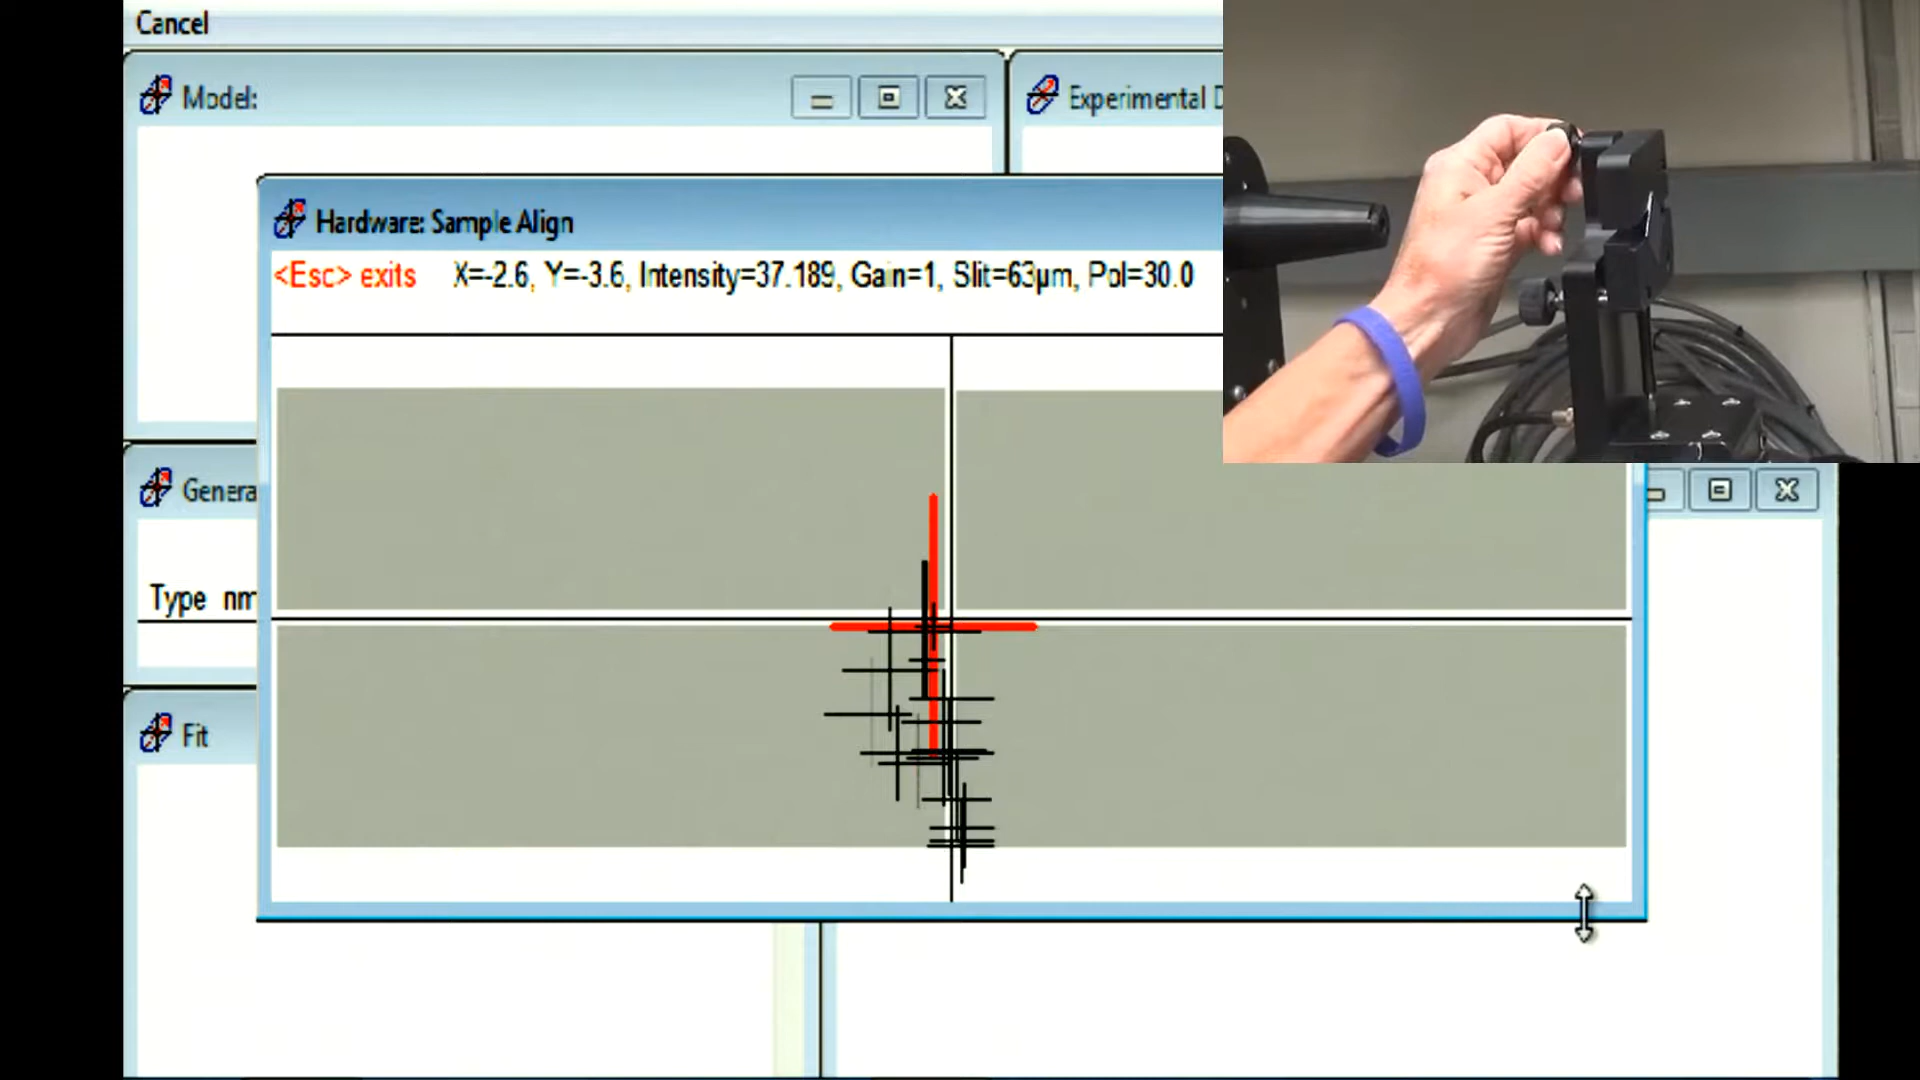 Cancel
Model:
Experimental D
Hardware: Sample Align
<Esc> exits X=-2.6, Y=-3.6, Intensity=37.189, Gain=1, Slit=63µm, Pol=30.0
Genera
Type nm
Fit